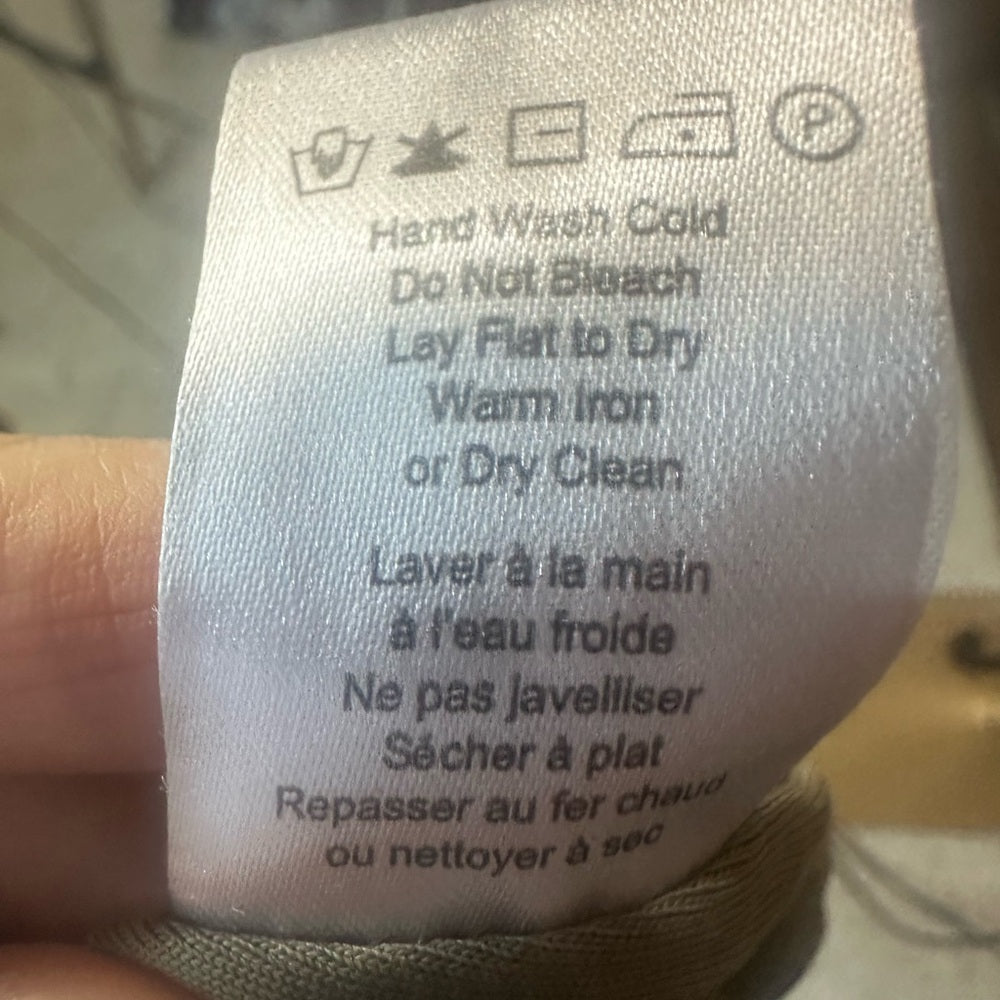 P
Hand Wash Cold
Do Not Bleach
Lay Flat to Dry
Warm Iron
or Dry Clean
Laver à la main
à l'eau froide
Ne pas javelliser
Sécher à plat
Repasser au fer chaud
ou nettoyer à sec